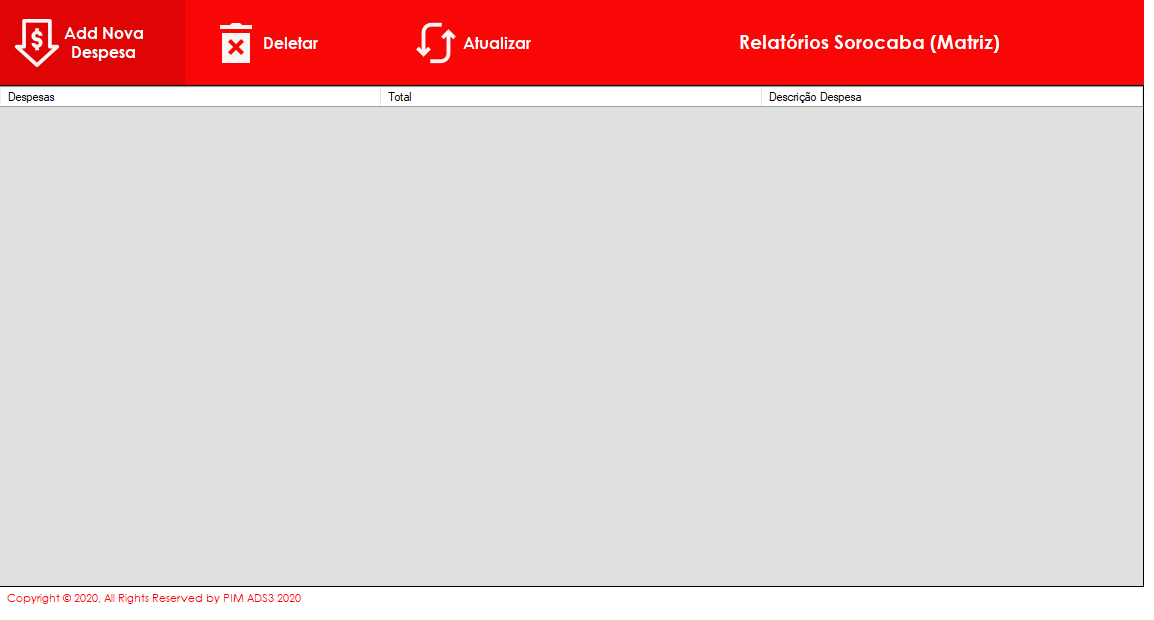 Add Nova
Despesa
Deletar
Atualizar
Relatórios Sorocaba (Matriz)
Despesas
Total
Descrição Despesa
Copyright © 2020, All Rights Reserved by PIM ADS3 2020